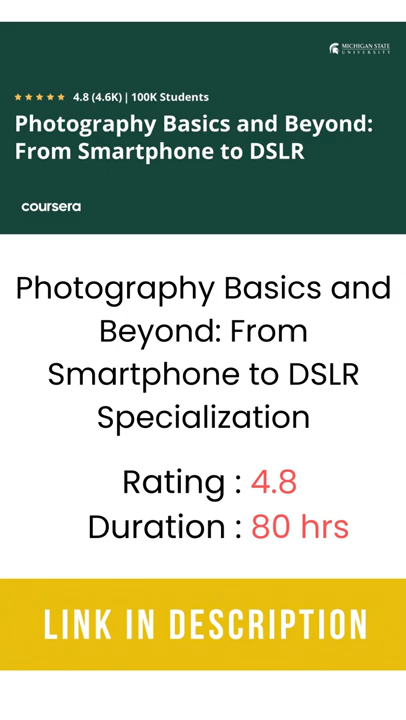 MICHIGAN STATE
UNIVERSITY
4.8 (4.6K) | 100K Students
Photography Basics and Beyond:
From Smartphone to DSLR
coursera
Photography Basics and
Beyond: From
Smartphone to DSLR
Specialization
Rating : 4.8
Duration : 80 hrs
LINK IN DESCRIPTION